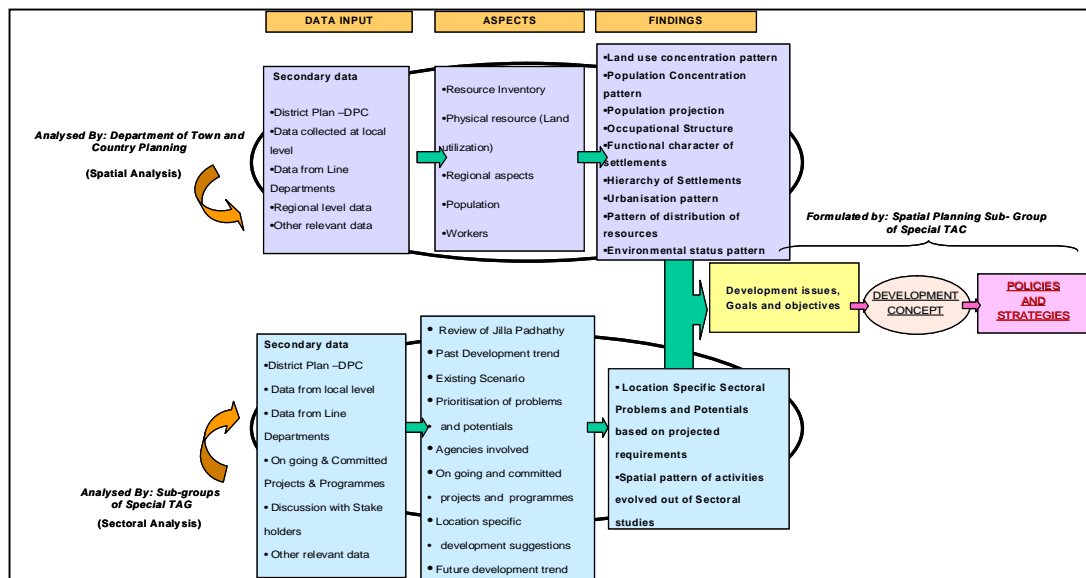 DATA INPUT
ASPECTS
FINDINGS
Analysed By: Department of Town and
Country Planning
(Spatial Analysis)
Secondary data
•District Plan –DPC
•Data collected at local
level
•Data from Line
Departments
•Regional level data
•Other relevant data
•Resource Inventory
•Physical resource (Land
utilization)
•Regional aspects
•Population
•Workers
•Land use concentration pattern
•Population Concentration
pattern
•Population projection
•Occupational Structure
•Functional character of
settlements
•Hierarchy of Settlements
•Urbanisation pattern
•Pattern of distribution of
resources
•Environmental status pattern
Formulated by: Spatial Planning Sub- Group
of Special TAC
Development issues,
Goals and objectives
DEVELOPMENT
CONCEPT
POLICIES
AND
STRATEGIES
Analysed By: Sub-groups
of Special TAG
(Sectoral Analysis)
Secondary data
•District Plan –DPC
• Data from local level
• Data from Line
Departments
• On going & Committed
Projects & Programmes
• Discussion with Stake
holders
• Other relevant data
• Review of Jilla Padhathy
• Past Development trend
• Existing Scenario
• Prioritisation of problems
• and potentials
• Agencies involved
• On going and committed
• projects and programmes
• Location specific
• development suggestions
• Future development trend
• Location Specific Sectoral
Problems and Potentials
based on projected
requirements
•Spatial pattern of activities
evolved out of Sectoral
studies